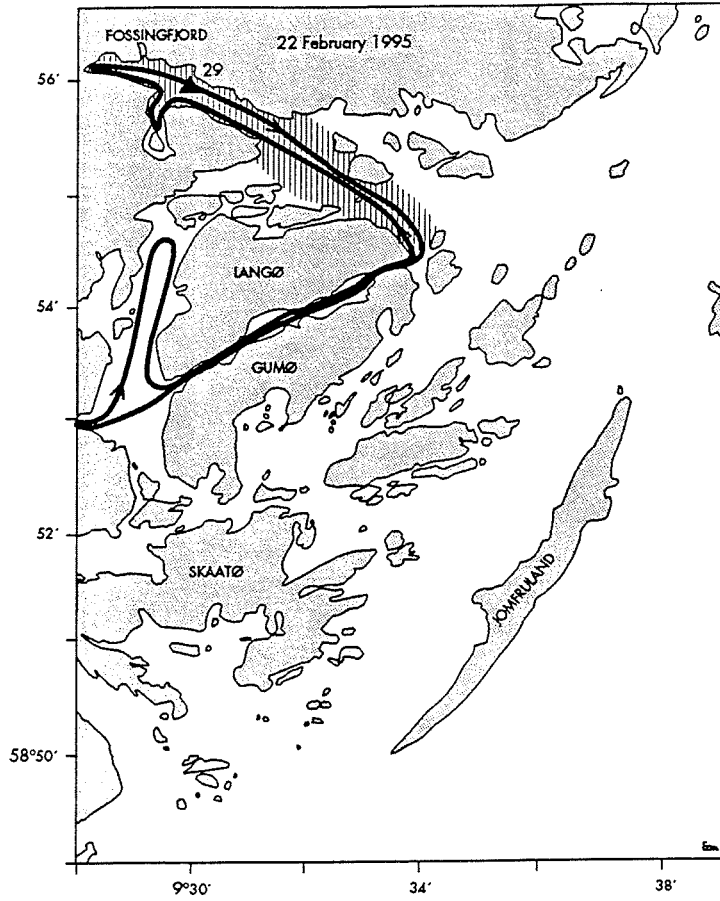 FOSSINGFJORD
22 February 1995
29
56'
LANGØ
54'
GUMØ
52'
SKAATØ
JOMFRULAND
58°50'
9°30'
34'
38'